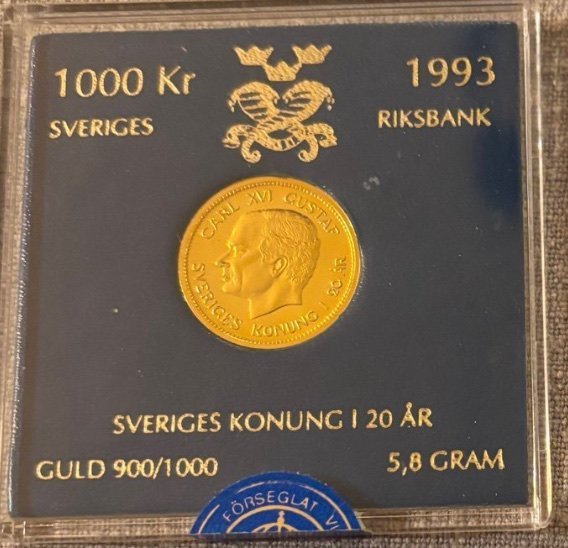 1000 Kr
1993
SVERIGES
RIKSBANK
CARL XVI GUSTAF
SVERIGES KONUNG I 20 ÅR
SVERIGES KONUNG I 20 ÅR
GULD 900/1000
5,8 GRAM
FÖRSEGLAT